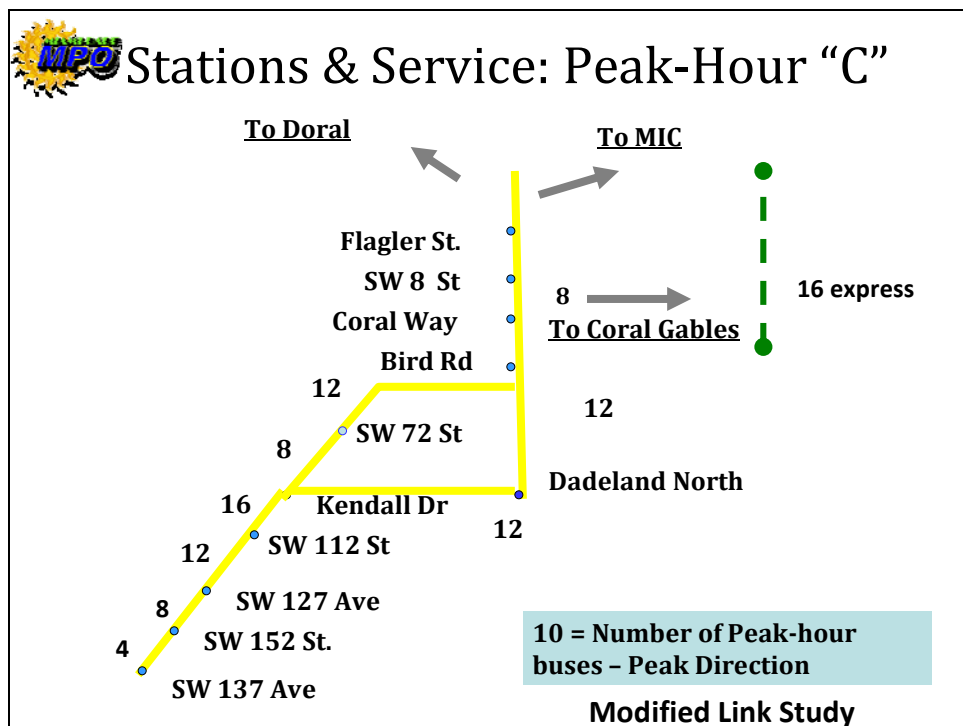 MPO
Stations & Service: Peak-Hour “C”
To Doral
To MIC
Flagler St.
SW 8 St
8
16 express
Coral Way
To Coral Gables
Bird Rd
12
12
SW 72 St
8
Dadeland North
16
Kendall Dr
12
SW 112 St
12
SW 127 Ave
8
SW 152 St.
4
SW 137 Ave
10 = Number of Peak-hour
buses – Peak Direction
Modified Link Study